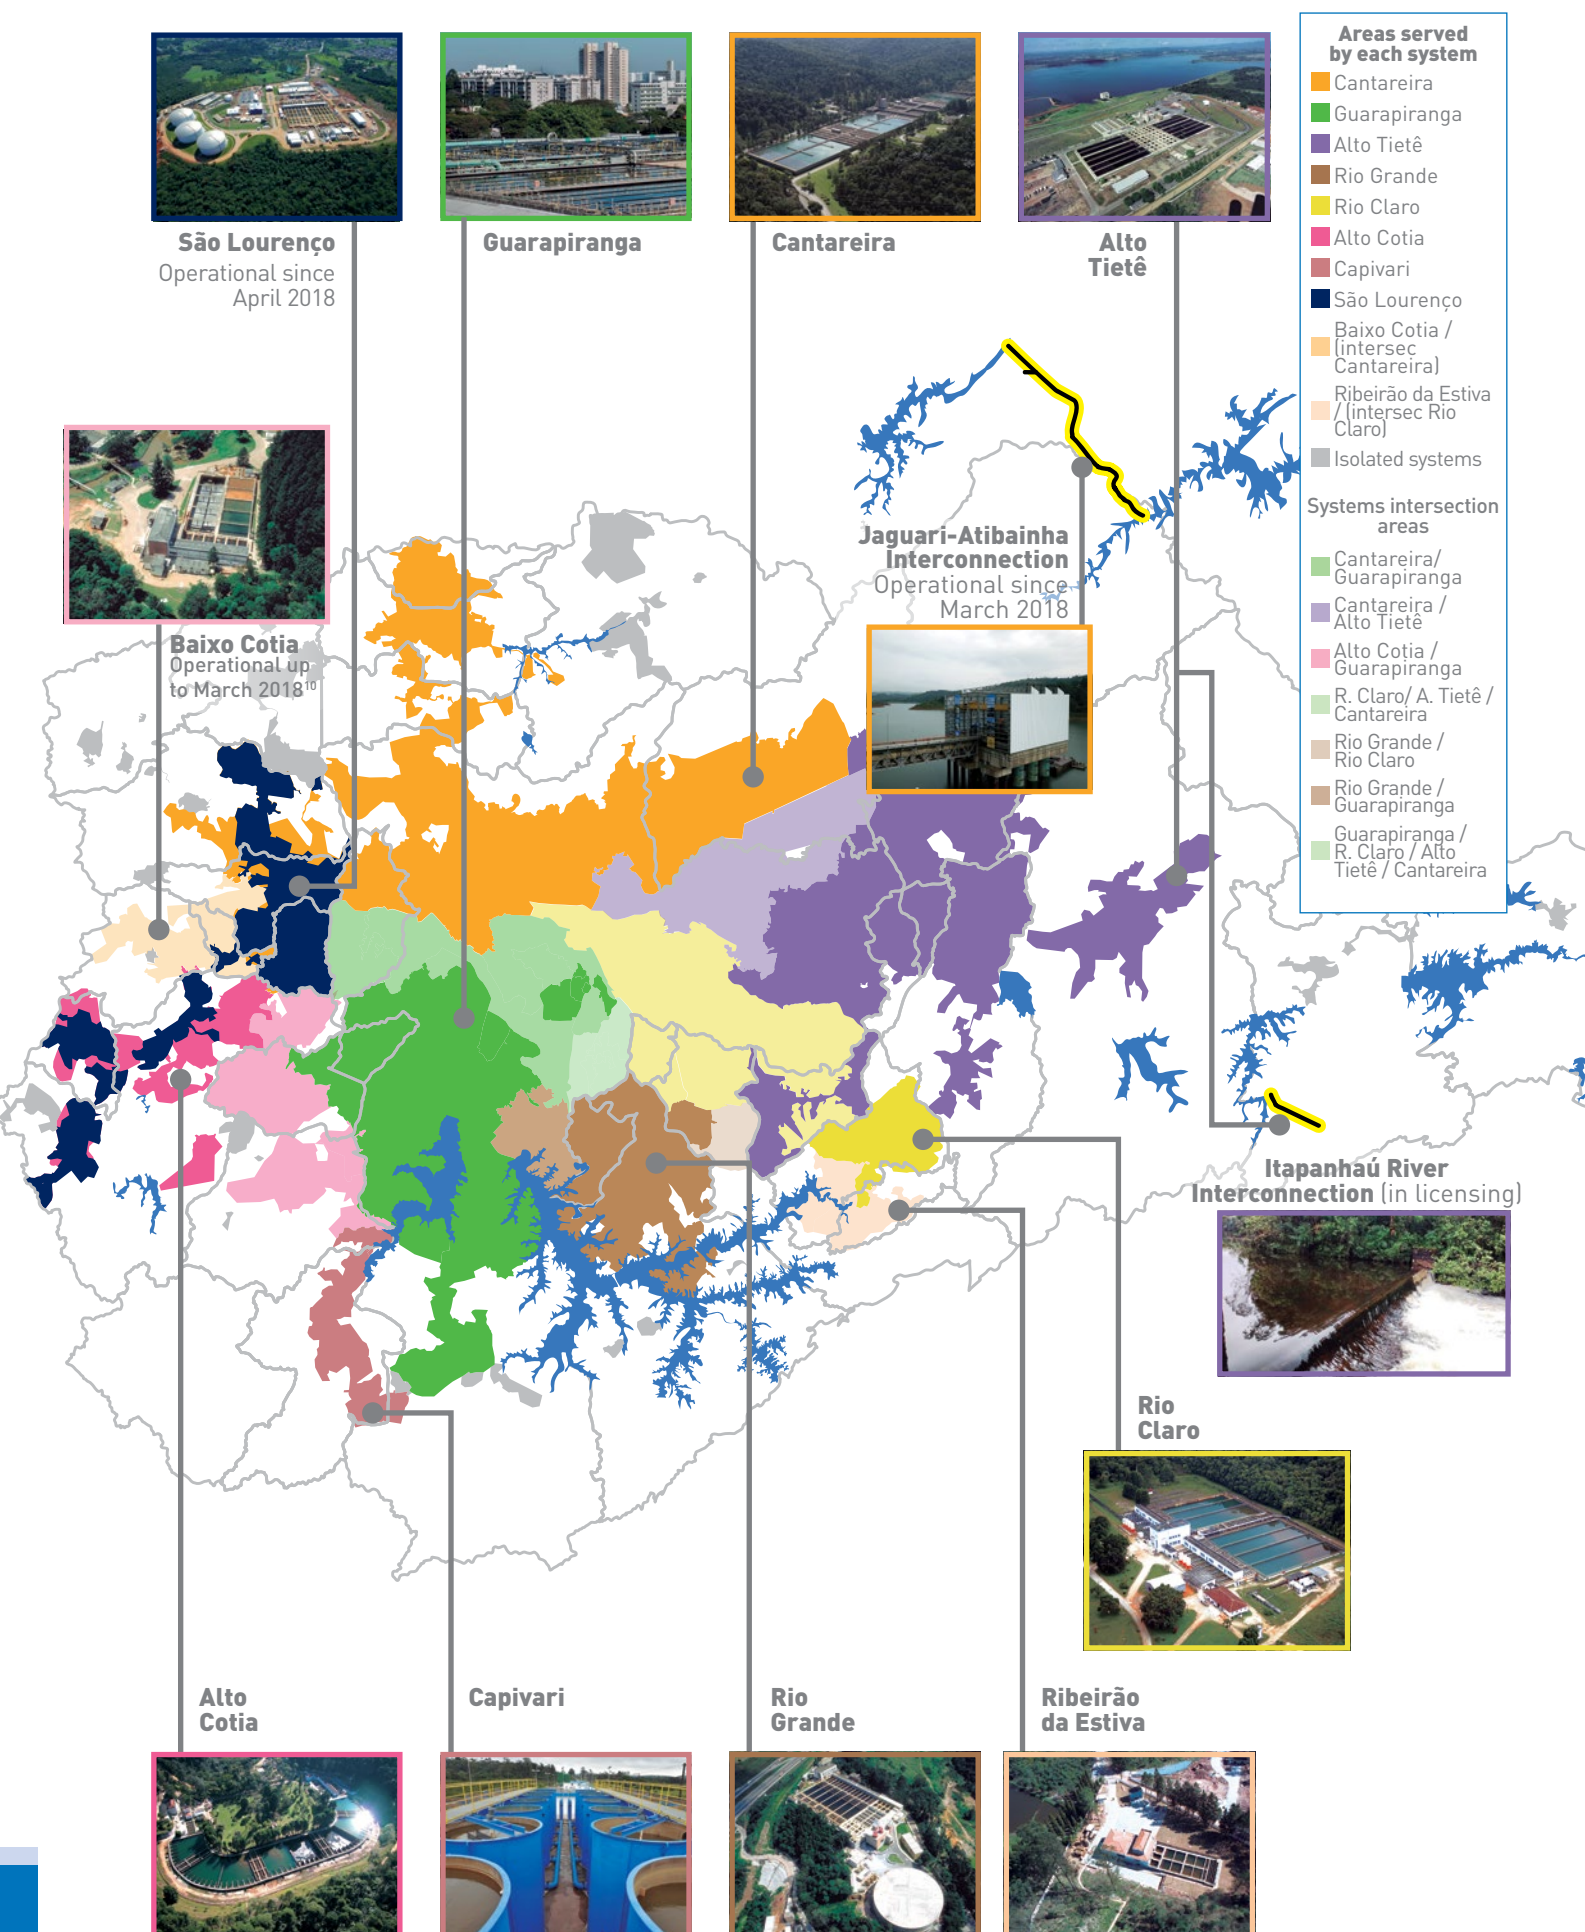 São Lourenço
Operational since
April 2018
Guarapiranga
Cantareira
Alto
Tietê
Areas served
by each system
Cantareira
Guarapiranga
Alto Tietê
Rio Grande
Rio Claro
Alto Cotia
Capivari
São Lourenço
Baixo Cotia /
(intersec
Cantareira)
Ribeirão da Estiva
/ (intersec Rio
Claro)
Isolated systems
Systems intersection
areas
Cantareira/
Guarapiranga
Cantareira /
Alto Tietê
Alto Cotia /
Guarapiranga
R. Claro/ A. Tietê /
Cantareira
Rio Grande /
Rio Claro
Rio Grande /
Guarapiranga
Guarapiranga /
R. Claro / Alto
Tietê / Cantareira
Jaguari-Atibainha
Interconnection
Operational since
March 2018
Baixo Cotia
Operational up
to March 2018¹⁰
Itapanhaú River
Interconnection (in licensing)
Rio
Claro
Alto
Cotia
Capivari
Rio
Grande
Ribeirão
da Estiva